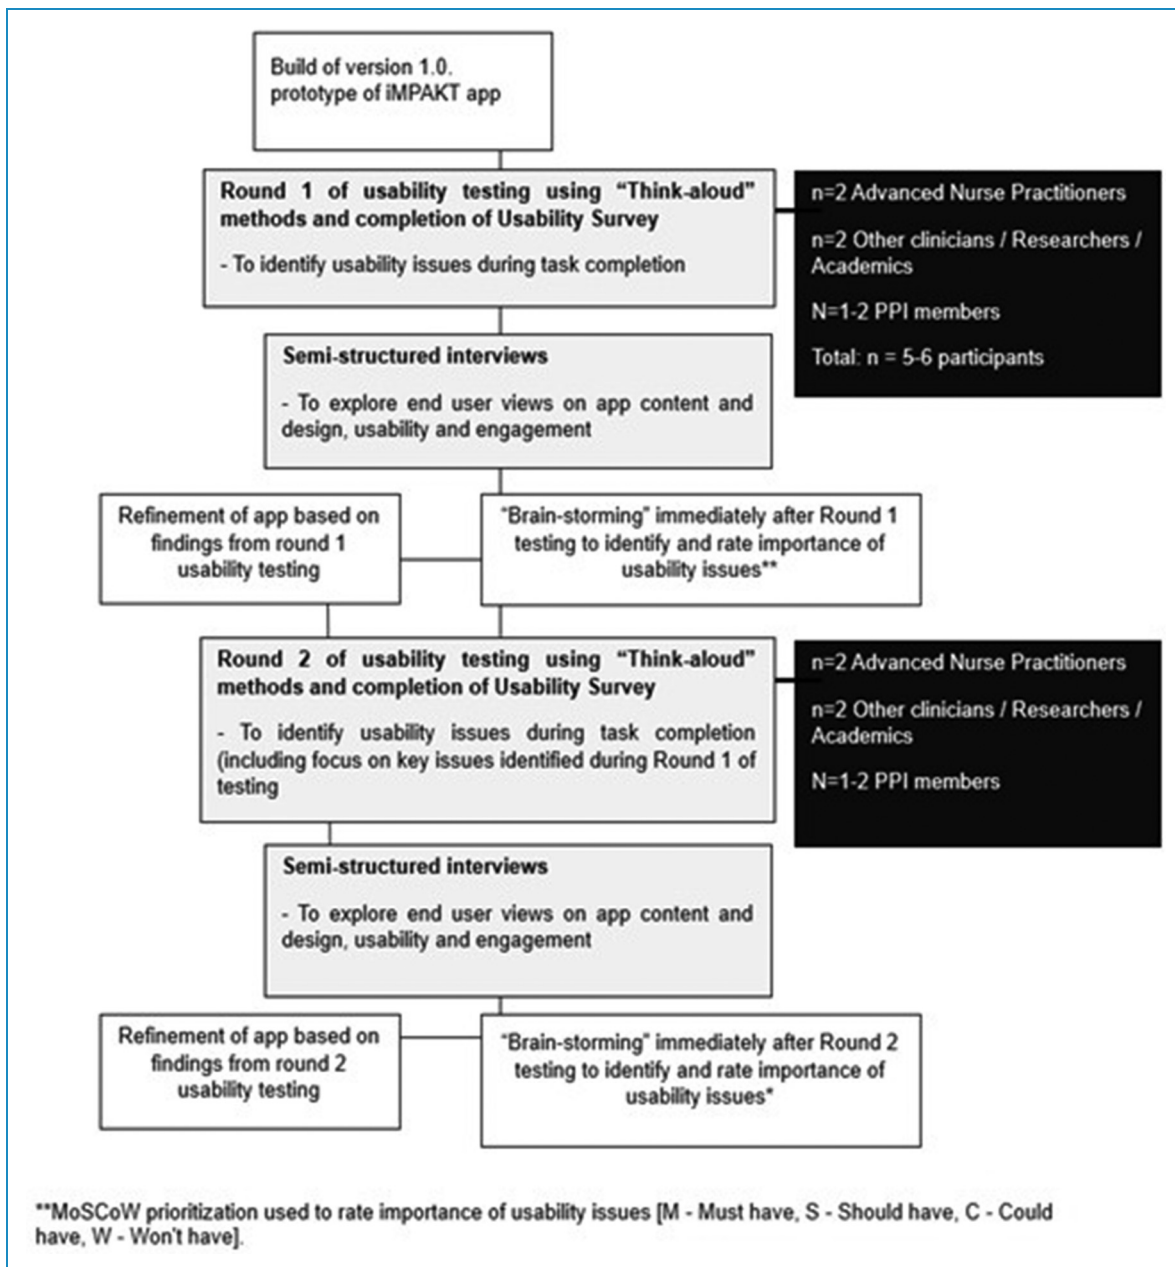 Build of version 1.0.
prototype of iMPAKT app
Round 1 of usability testing using “Think-aloud”
methods and completion of Usability Survey
- To identify usability issues during task completion
n=2 Advanced Nurse Practitioners
n=2 Other clinicians / Researchers /
Academics
N=1-2 PPI members
Total: n = 5-6 participants
Semi-structured interviews
- To explore end user views on app content and
design, usability and engagement
Refinement of app based on
findings from round 1
usability testing
“Brain-storming” immediately after Round 1
testing to identify and rate importance of
usability issues**
Round 2 of usability testing using “Think-aloud”
methods and completion of Usability Survey
- To identify usability issues during task completion
(including focus on key issues identified during Round 1 of
testing
n=2 Advanced Nurse Practitioners
n=2 Other clinicians / Researchers /
Academics
N=1-2 PPI members
Semi-structured interviews
- To explore end user views on app content and
design, usability and engagement
Refinement of app based on
findings from round 2
usability testing
“Brain-storming” immediately after Round 2
testing to identify and rate importance of
usability issues*
**MoSCoW prioritization used to rate importance of usability issues [M - Must have, S - Should have, C - Could
have, W - Won't have].